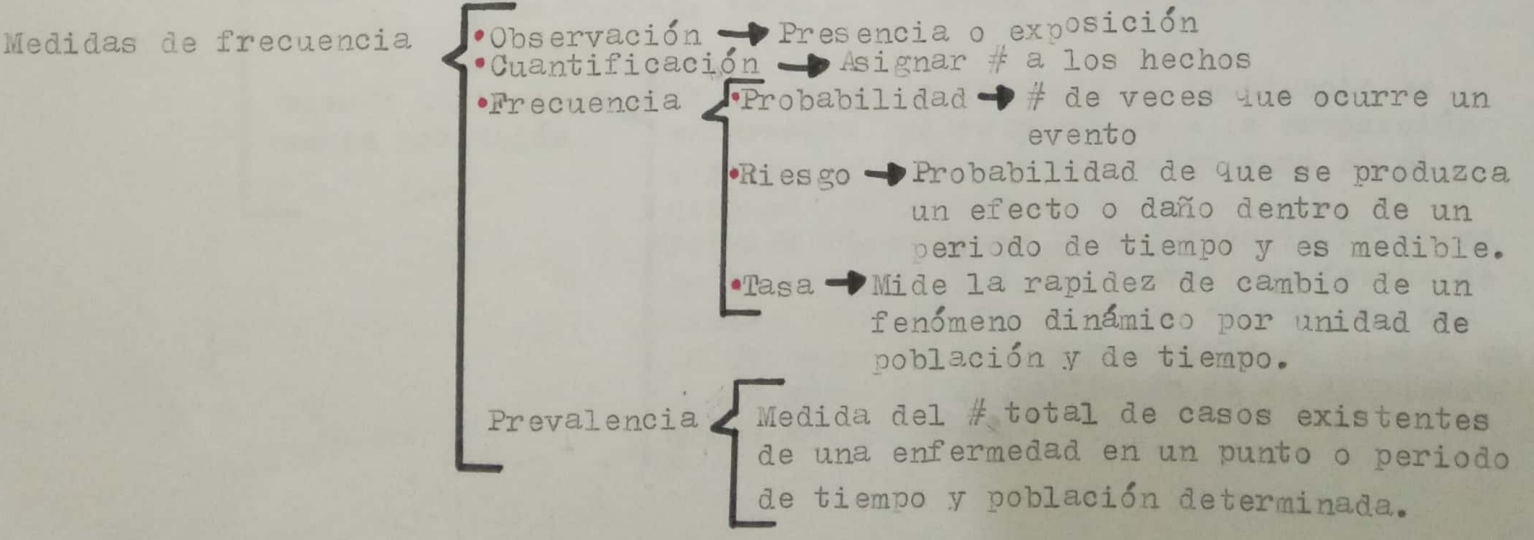 Medidas de frecuencia
•Observación → Presencia o exposición
•Cuantificación → Asignar # a los hechos
•Frecuencia
•Probabilidad → # de veces que ocurre un
evento
•Riesgo → Probabilidad de que se produzca
un efecto o daño dentro de un
periodo de tiempo y es medible.
•Tasa → Mide la rapidez de cambio de un
fenómeno dinámico por unidad de
población y de tiempo.
Prevalencia
Medida del # total de casos existentes
de una enfermedad en un punto o periodo
de tiempo y población determinada.